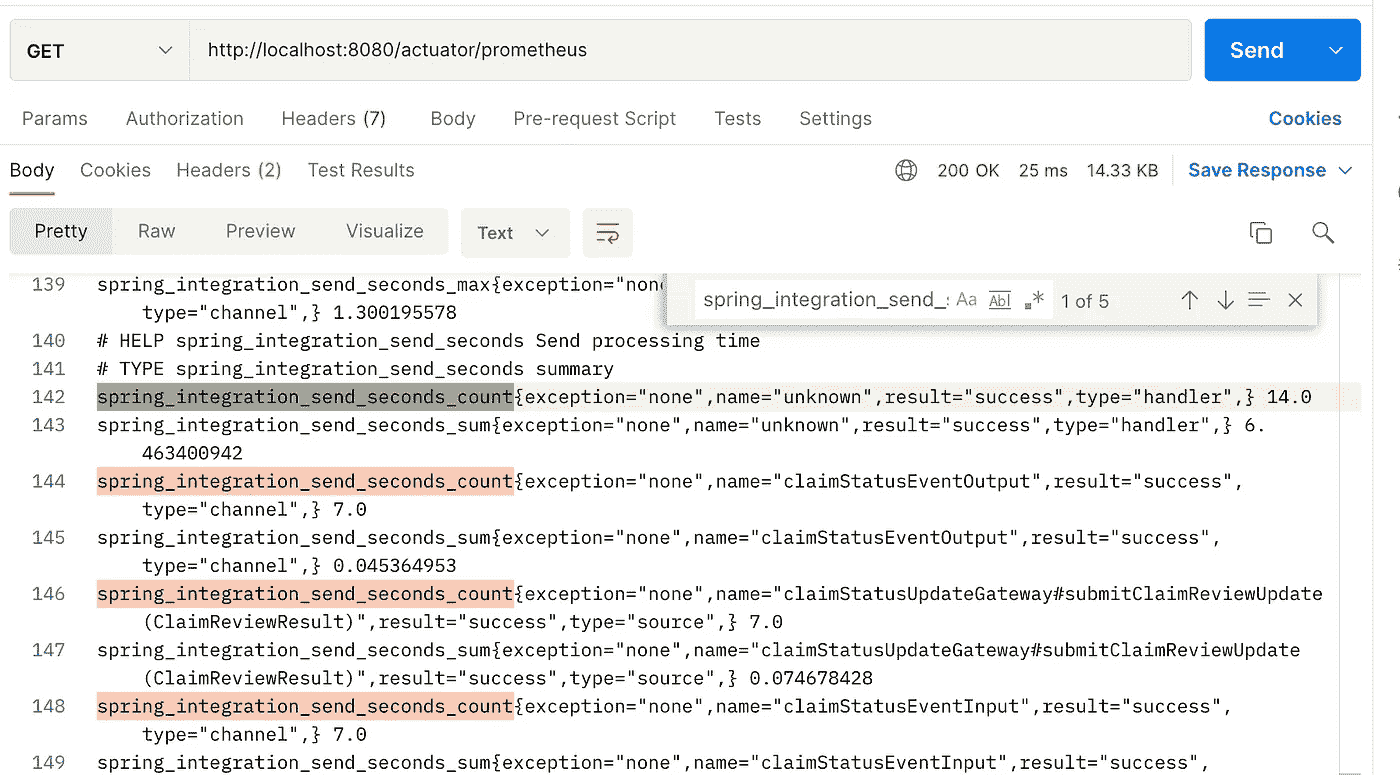 GET http://localhost:8080/actuator/prometheus Send
Params Authorization Headers (7) Body Pre-request Script Tests Settings Cookies
Body Cookies Headers (2) Test Results 200 OK 25 ms 14.33 KB Save Response
Pretty Raw Preview Visualize Text
139 spring_integration_send_seconds_max{exception="none
spring_integration_send_ Aa Abl .* 1 of 5
type="channel",} 1.300195578
140 # HELP spring_integration_send_seconds Send processing time
141 # TYPE spring_integration_send_seconds summary
142 spring_integration_send_seconds_count{exception="none",name="unknown",result="success",type="handler",} 14.0
143 spring_integration_send_seconds_sum{exception="none",name="unknown",result="success",type="handler",} 6.
463400942
144 spring_integration_send_seconds_count{exception="none",name="claimStatusEventOutput",result="success",
type="channel",} 7.0
145 spring_integration_send_seconds_sum{exception="none",name="claimStatusEventOutput",result="success",
type="channel",} 0.045364953
146 spring_integration_send_seconds_count{exception="none",name="claimStatusUpdateGateway#submitClaimReviewUpdate
(ClaimReviewResult)",result="success",type="source",} 7.0
147 spring_integration_send_seconds_sum{exception="none",name="claimStatusUpdateGateway#submitClaimReviewUpdate
(ClaimReviewResult)",result="success",type="source",} 0.074678428
148 spring_integration_send_seconds_count{exception="none",name="claimStatusEventInput",result="success",
type="channel",} 7.0
149 spring_integration_send_seconds_sum{exception="none",name="claimStatusEventInput",result="success",